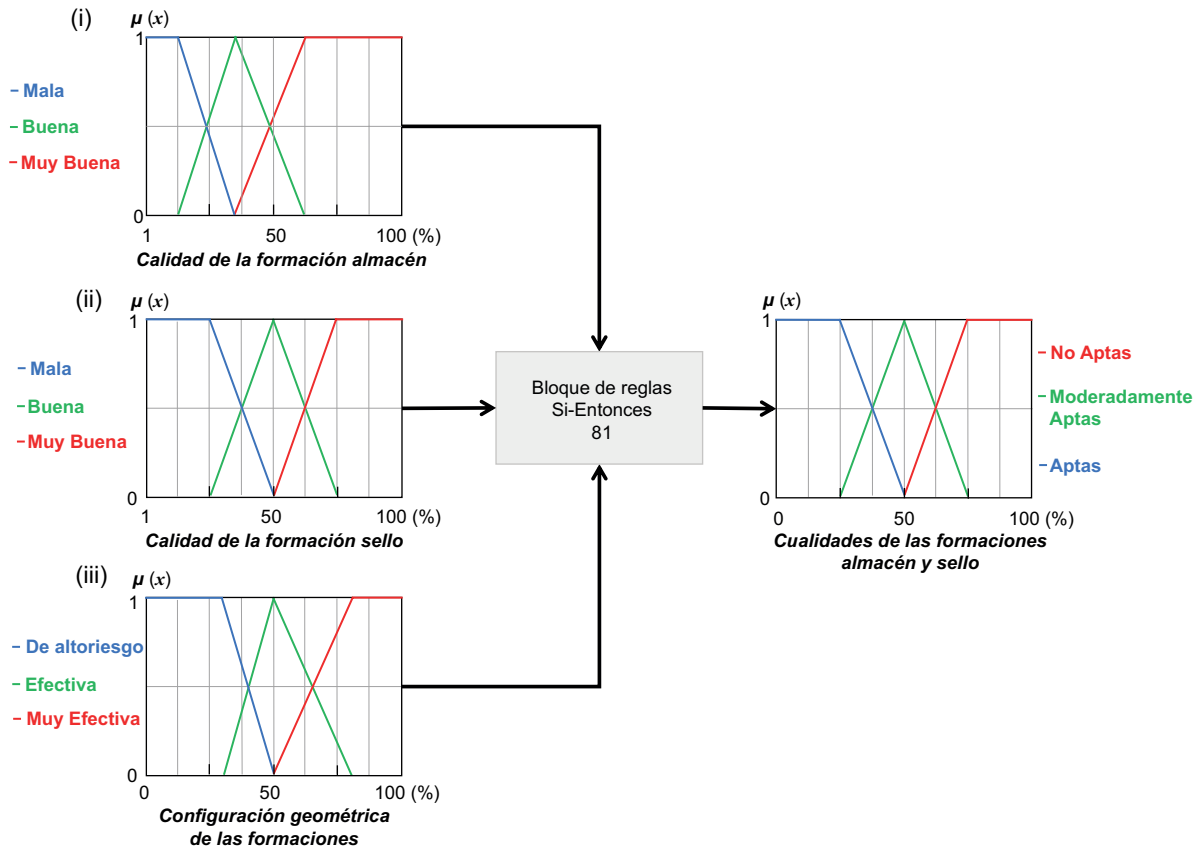 (i)
μ (x)
1
0
1 50 100 (%)
Calidad de la formación almacén
– Mala
– Buena
– Muy Buena
(ii)
μ (x)
1
0
1 50 100 (%)
Calidad de la formación sello
– Mala
– Buena
– Muy Buena
(iii)
μ (x)
1
0
0 50 100 (%)
Configuración geométrica
de las formaciones
– De altoriesgo
– Efectiva
– Muy Efectiva
Bloque de reglas
Si-Entonces
81
μ (x)
1
0
0 50 100 (%)
Cualidades de las formaciones
almacén y sello
– No Aptas
– Moderadamente
Aptas
– Aptas